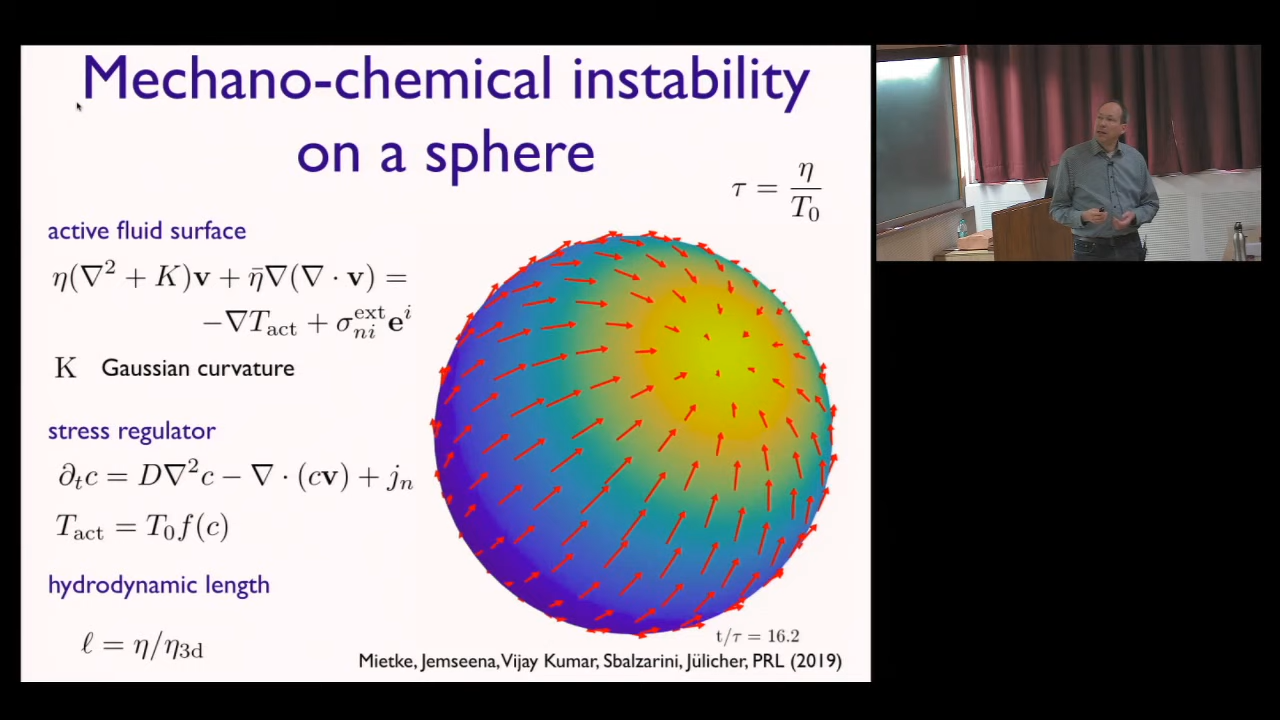 Mechano-chemical instability
on a sphere
τ = η/T₀
active fluid surface
η(∇² + K)𝐯 + η̄∇(∇ · 𝐯) =
−∇T_act + σ_ni^ext 𝐞^i
K Gaussian curvature
stress regulator
∂_t c = D∇²c − ∇ · (c𝐯) + j_n
T_act = T₀f(c)
hydrodynamic length
ℓ = η/η_3d
t/τ = 16.2
Mietke, Jemseena, Vijay Kumar, Sbalzarini, Jülicher, PRL (2019)